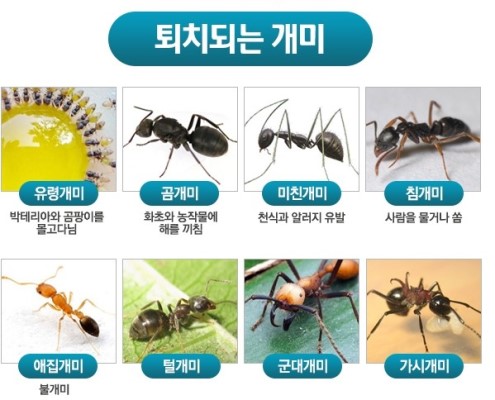 퇴치되는 개미
유령개미
곰개미
미친개미
침개미
박테리아와 곰팡이를
몰고다님
화초와 농작물에
해를 끼침
천식과 알러지 유발
사람을 물거나 쏨
애집개미
털개미
군대개미
가시개미
불개미